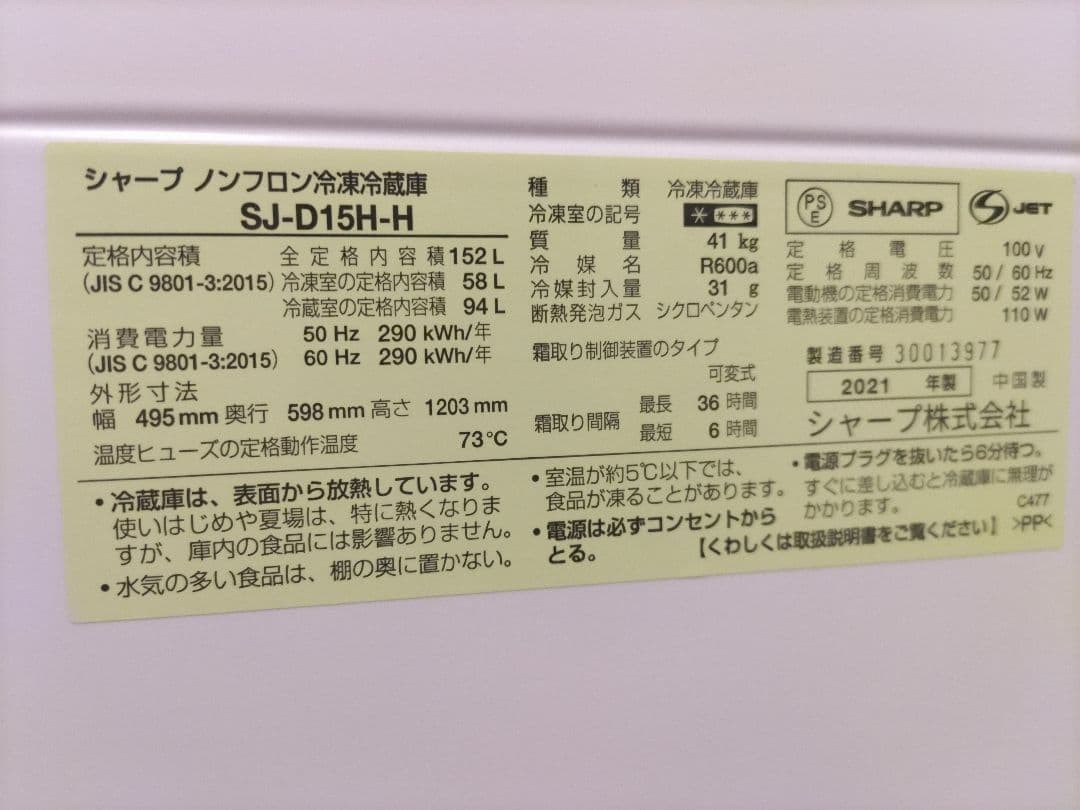 シャープ ノンフロン冷凍冷蔵庫
SJ-D15H-H
定格内容積 全定格内容積 152 L
(JIS C 9801-3:2015) 冷凍室の定格内容積 58 L
冷蔵室の定格内容積 94 L
消費電力量 50 Hz 290 kWh/年
(JIS C 9801-3:2015) 60 Hz 290 kWh/年
外形寸法
幅 495 mm 奥行 598 mm 高さ 1203 mm
温度ヒューズの定格動作温度 73℃
種類 冷凍冷蔵庫
冷凍室の記号 * ***
質量 41 kg
冷媒名 R600a
冷媒封入量 31 g
断熱発泡ガス シクロペンタン
霜取り制御装置のタイプ
可変式
霜取り間隔 最長 36 時間
最短 6 時間
PSE SHARP S JET
定格電圧 100 V
定格周波数 50 / 60 Hz
電動機の定格消費電力 50 / 52 W
電熱装置の定格消費電力 110 W
製造番号 30013977
2021 年製 中国製
シャープ株式会社
・冷蔵庫は、表面から放熱しています。
使いはじめや夏場は、特に熱くなりま
すが、庫内の食品には影響ありません。
・水気の多い食品は、棚の奥に置かない。
・室温が約5℃以下では、
食品が凍ることがあります。
・電源は必ずコンセントから
とる。
・電源プラグを抜いたら6分待つ。
すぐに差し込むと冷蔵庫に無理が
かかります。 C477
【くわしくは取扱説明書をご覧ください】 >PP<